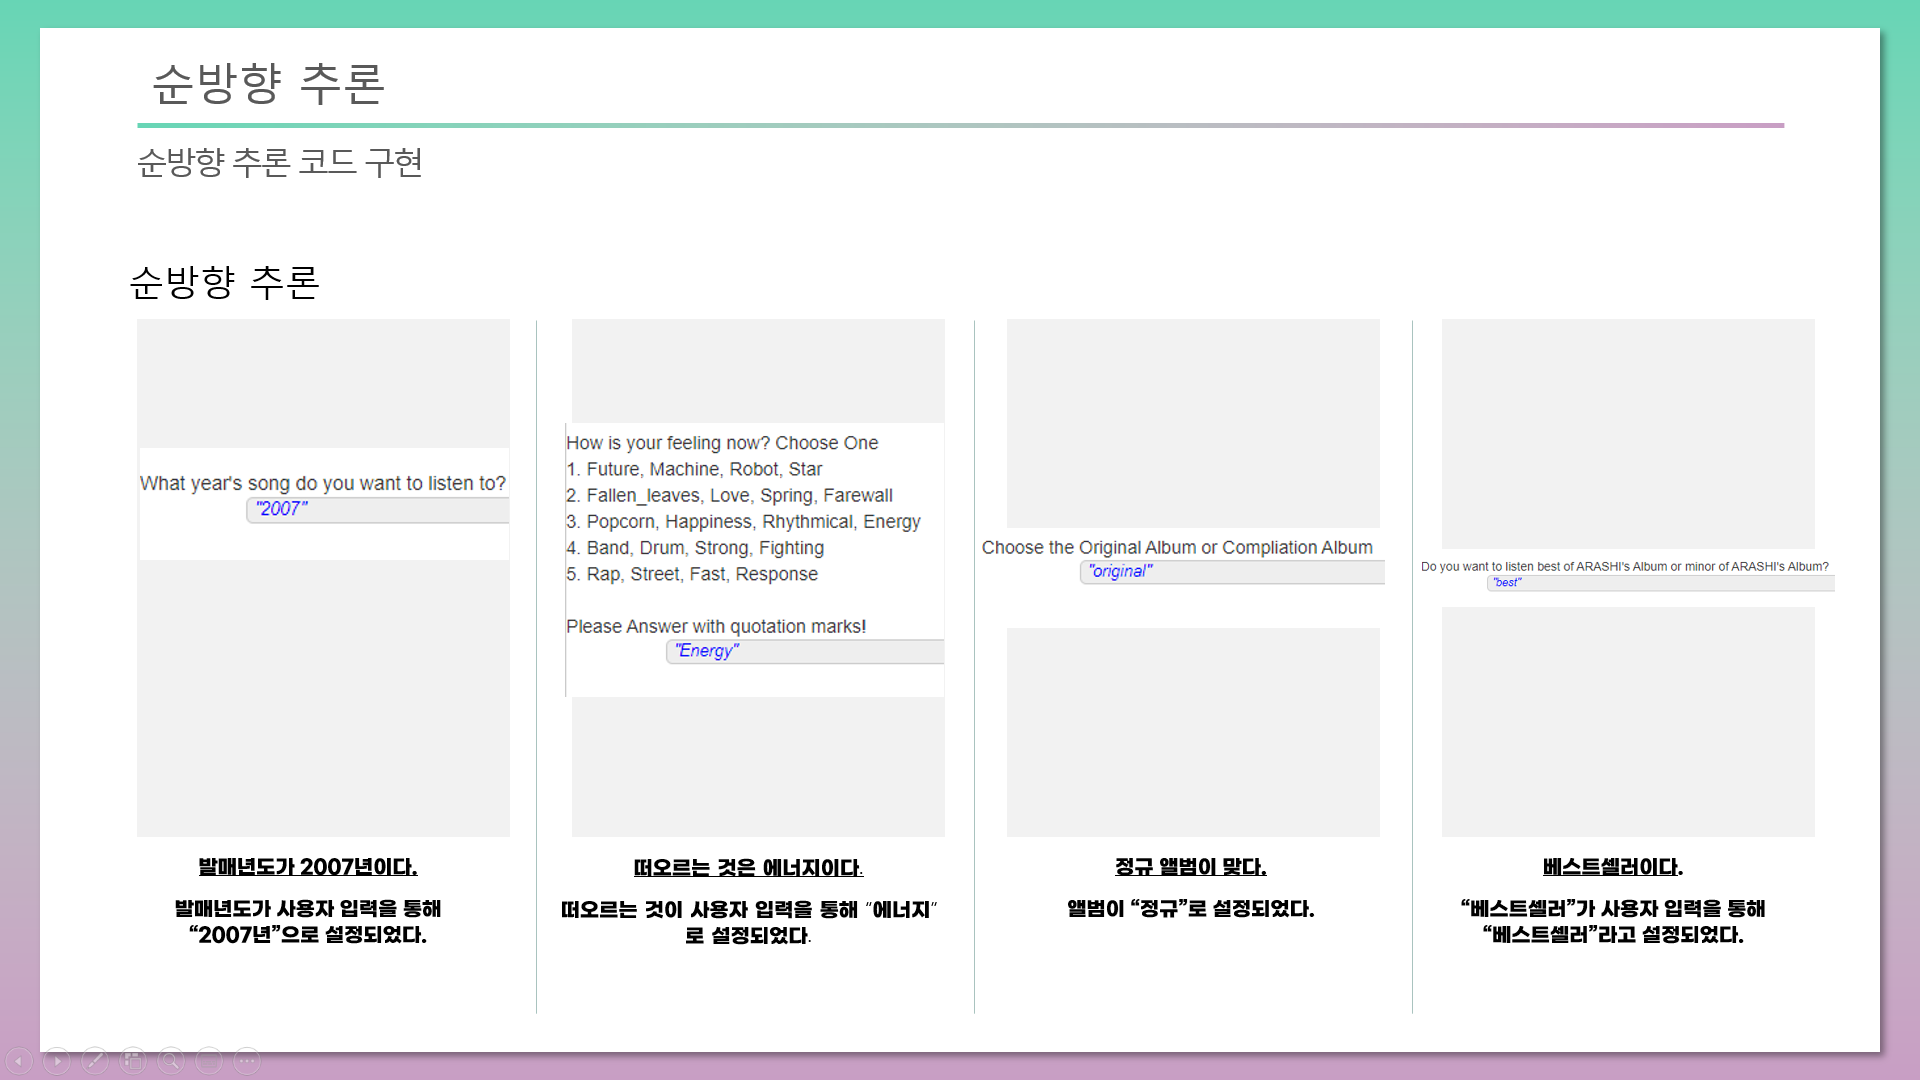 순방향 추론
순방향 추론 코드 구현
순방향 추론
What year's song do you want to listen to?
"2007"
발매년도가 2007년이다.
발매년도가 사용자 입력을 통해
“2007년”으로 설정되었다.
How is your feeling now? Choose One
1. Future, Machine, Robot, Star
2. Fallen_leaves, Love, Spring, Farewall
3. Popcorn, Happiness, Rhythmical, Energy
4. Band, Drum, Strong, Fighting
5. Rap, Street, Fast, Response
Please Answer with quotation marks!
"Energy"
떠오르는 것은 에너지이다.
떠오르는 것이 사용자 입력을 통해 "에너지"
로 설정되었다.
Choose the Original Album or Compliation Album
"original"
정규 앨범이 맞다.
앨범이 “정규”로 설정되었다.
Do you want to listen best of ARASHI's Album or minor of ARASHI's Album?
"best"
베스트셀러이다.
“베스트셀러”가 사용자 입력을 통해
“베스트셀러”라고 설정되었다.